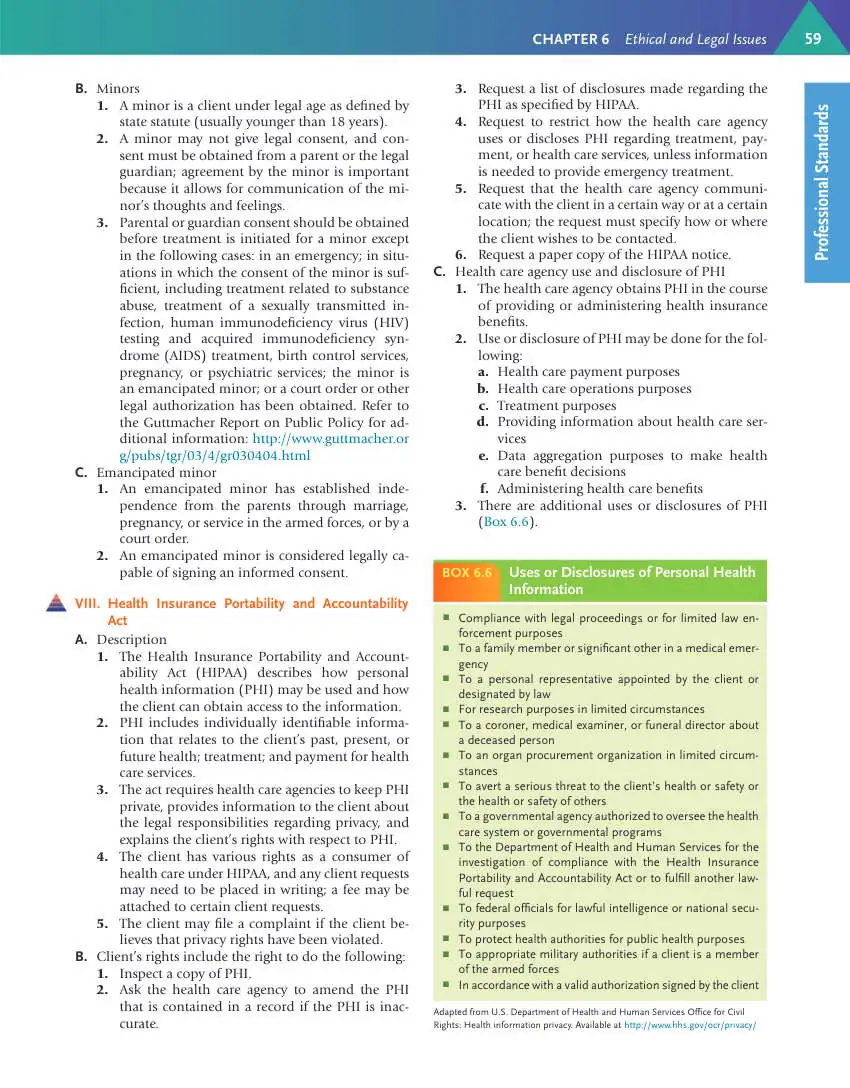 CHAPTER 6 Ethical and Legal Issues 59
B. Minors
1. A minor is a client under legal age as defined by
state statute (usually younger than 18 years).
2. A minor may not give legal consent, and con-
sent must be obtained from a parent or the legal
guardian; agreement by the minor is important
because it allows for communication of the mi-
nor's thoughts and feelings.
3. Parental or guardian consent should be obtained
before treatment is initiated for a minor except
in the following cases: in an emergency; in situ-
ations in which the consent of the minor is suf-
ficient, including treatment related to substance
abuse, treatment of a sexually transmitted in-
fection, human immunodeficiency virus (HIV)
testing and acquired immunodeficiency syn-
drome (AIDS) treatment, birth control services,
pregnancy, or psychiatric services; the minor is
an emancipated minor; or a court order or other
legal authorization has been obtained. Refer to
the Guttmacher Report on Public Policy for ad-
ditional information: http://www.guttmacher.or
g/pubs/tgr/03/4/gr030404.html
C. Emancipated minor
1. An emancipated minor has established inde-
pendence from the parents through marriage,
pregnancy, or service in the armed forces, or by a
court order.
2. An emancipated minor is considered legally ca-
pable of signing an informed consent.
VIII. Health Insurance Portability and Accountability
Act
A. Description
1. The Health Insurance Portability and Account-
ability Act (HIPAA) describes how personal
health information (PHI) may be used and how
the client can obtain access to the information.
2. PHI includes individually identifiable informa-
tion that relates to the client's past, present, or
future health; treatment; and payment for health
care services.
3. The act requires health care agencies to keep PHI
private, provides information to the client about
the legal responsibilities regarding privacy, and
explains the client's rights with respect to PHI.
4. The client has various rights as a consumer of
health care under HIPAA, and any client requests
may need to be placed in writing; a fee may be
attached to certain client requests.
5. The client may file a complaint if the client be-
lieves that privacy rights have been violated.
B. Client's rights include the right to do the following:
1. Inspect a copy of PHI.
2. Ask the health care agency to amend the PHI
that is contained in a record if the PHI is inac-
curate.
3. Request a list of disclosures made regarding the
PHI as specified by HIPAA.
4. Request to restrict how the health care agency
uses or discloses PHI regarding treatment, pay-
ment, or health care services, unless information
is needed to provide emergency treatment.
5. Request that the health care agency communi-
cate with the client in a certain way or at a certain
location; the request must specify how or where
the client wishes to be contacted.
6. Request a paper copy of the HIPAA notice.
C. Health care agency use and disclosure of PHI
1. The health care agency obtains PHI in the course
of providing or administering health insurance
benefits.
2. Use or disclosure of PHI may be done for the fol-
lowing:
a. Health care payment purposes
b. Health care operations purposes
c. Treatment purposes
d. Providing information about health care ser-
vices
e. Data aggregation purposes to make health
care benefit decisions
f. Administering health care benefits
3. There are additional uses or disclosures of PHI
(Box 6.6).
BOX 6.6 Uses or Disclosures of Personal Health
Information
■ Compliance with legal proceedings or for limited law en-
forcement purposes
■ To a family member or significant other in a medical emer-
gency
■ To a personal representative appointed by the client or
designated by law
■ For research purposes in limited circumstances
■ To a coroner, medical examiner, or funeral director about
a deceased person
■ To an organ procurement organization in limited circum-
stances
■ To avert a serious threat to the client's health or safety or
the health or safety of others
■ To a governmental agency authorized to oversee the health
care system or governmental programs
■ To the Department of Health and Human Services for the
investigation of compliance with the Health Insurance
Portability and Accountability Act or to fulfill another law-
ful request
■ To federal officials for lawful intelligence or national secu-
rity purposes
■ To protect health authorities for public health purposes
■ To appropriate military authorities if a client is a member
of the armed forces
■ In accordance with a valid authorization signed by the client
Adapted from U.S. Department of Health and Human Services Office for Civil
Rights: Health information privacy. Available at http://www.hhs.gov/ocr/privacy/
Professional Standards